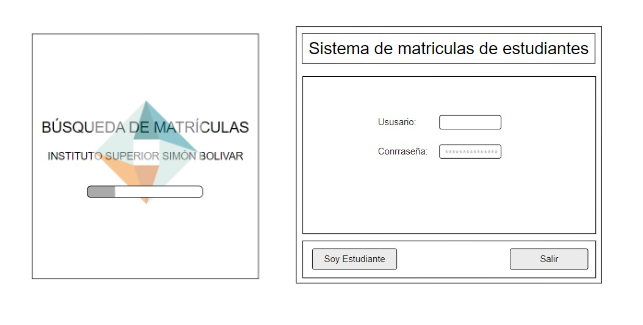 BÚSQUEDA DE MATRÍCULAS
INSTITUTO SUPERIOR SIMÓN BOLIVAR
Sistema de matriculas de estudiantes
Ususario:
Conrraseña: ***************
Soy Estudiante
Salir